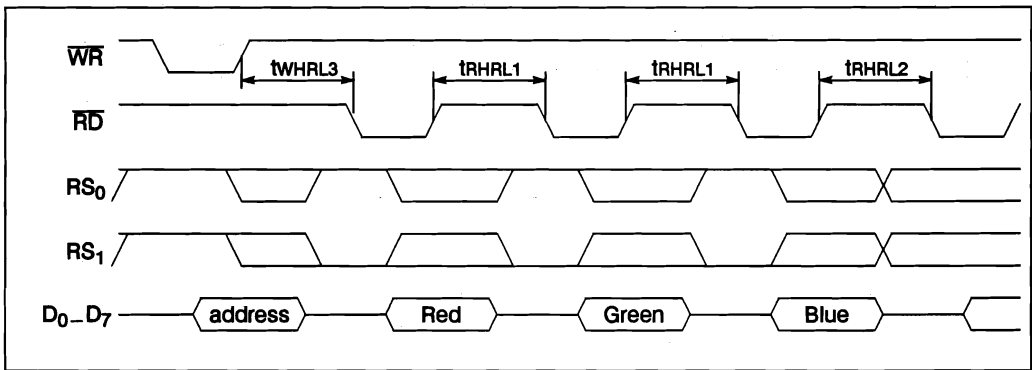 WR
tWHRL3 tRHRL1 tRHRL1 tRHRL2
RD
RS0
RS1
D0–D7 address Red Green Blue